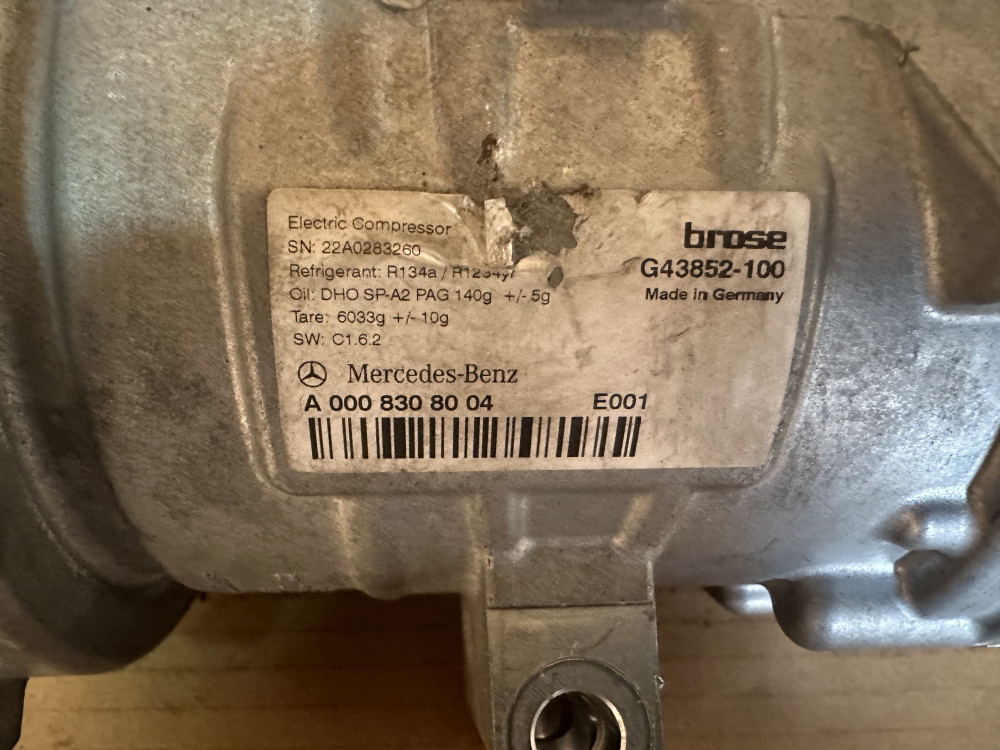 Electric Compressor
SN: 22A0283260
Refrigerant: R134a / R1234yf
Oil: DHO SP-A2 PAG 140g +/- 5g
Tare: 6033g +/- 10g
SW: C1.6.2
brose
G43852-100
Made in Germany
Mercedes-Benz
A 000 830 80 04 E001